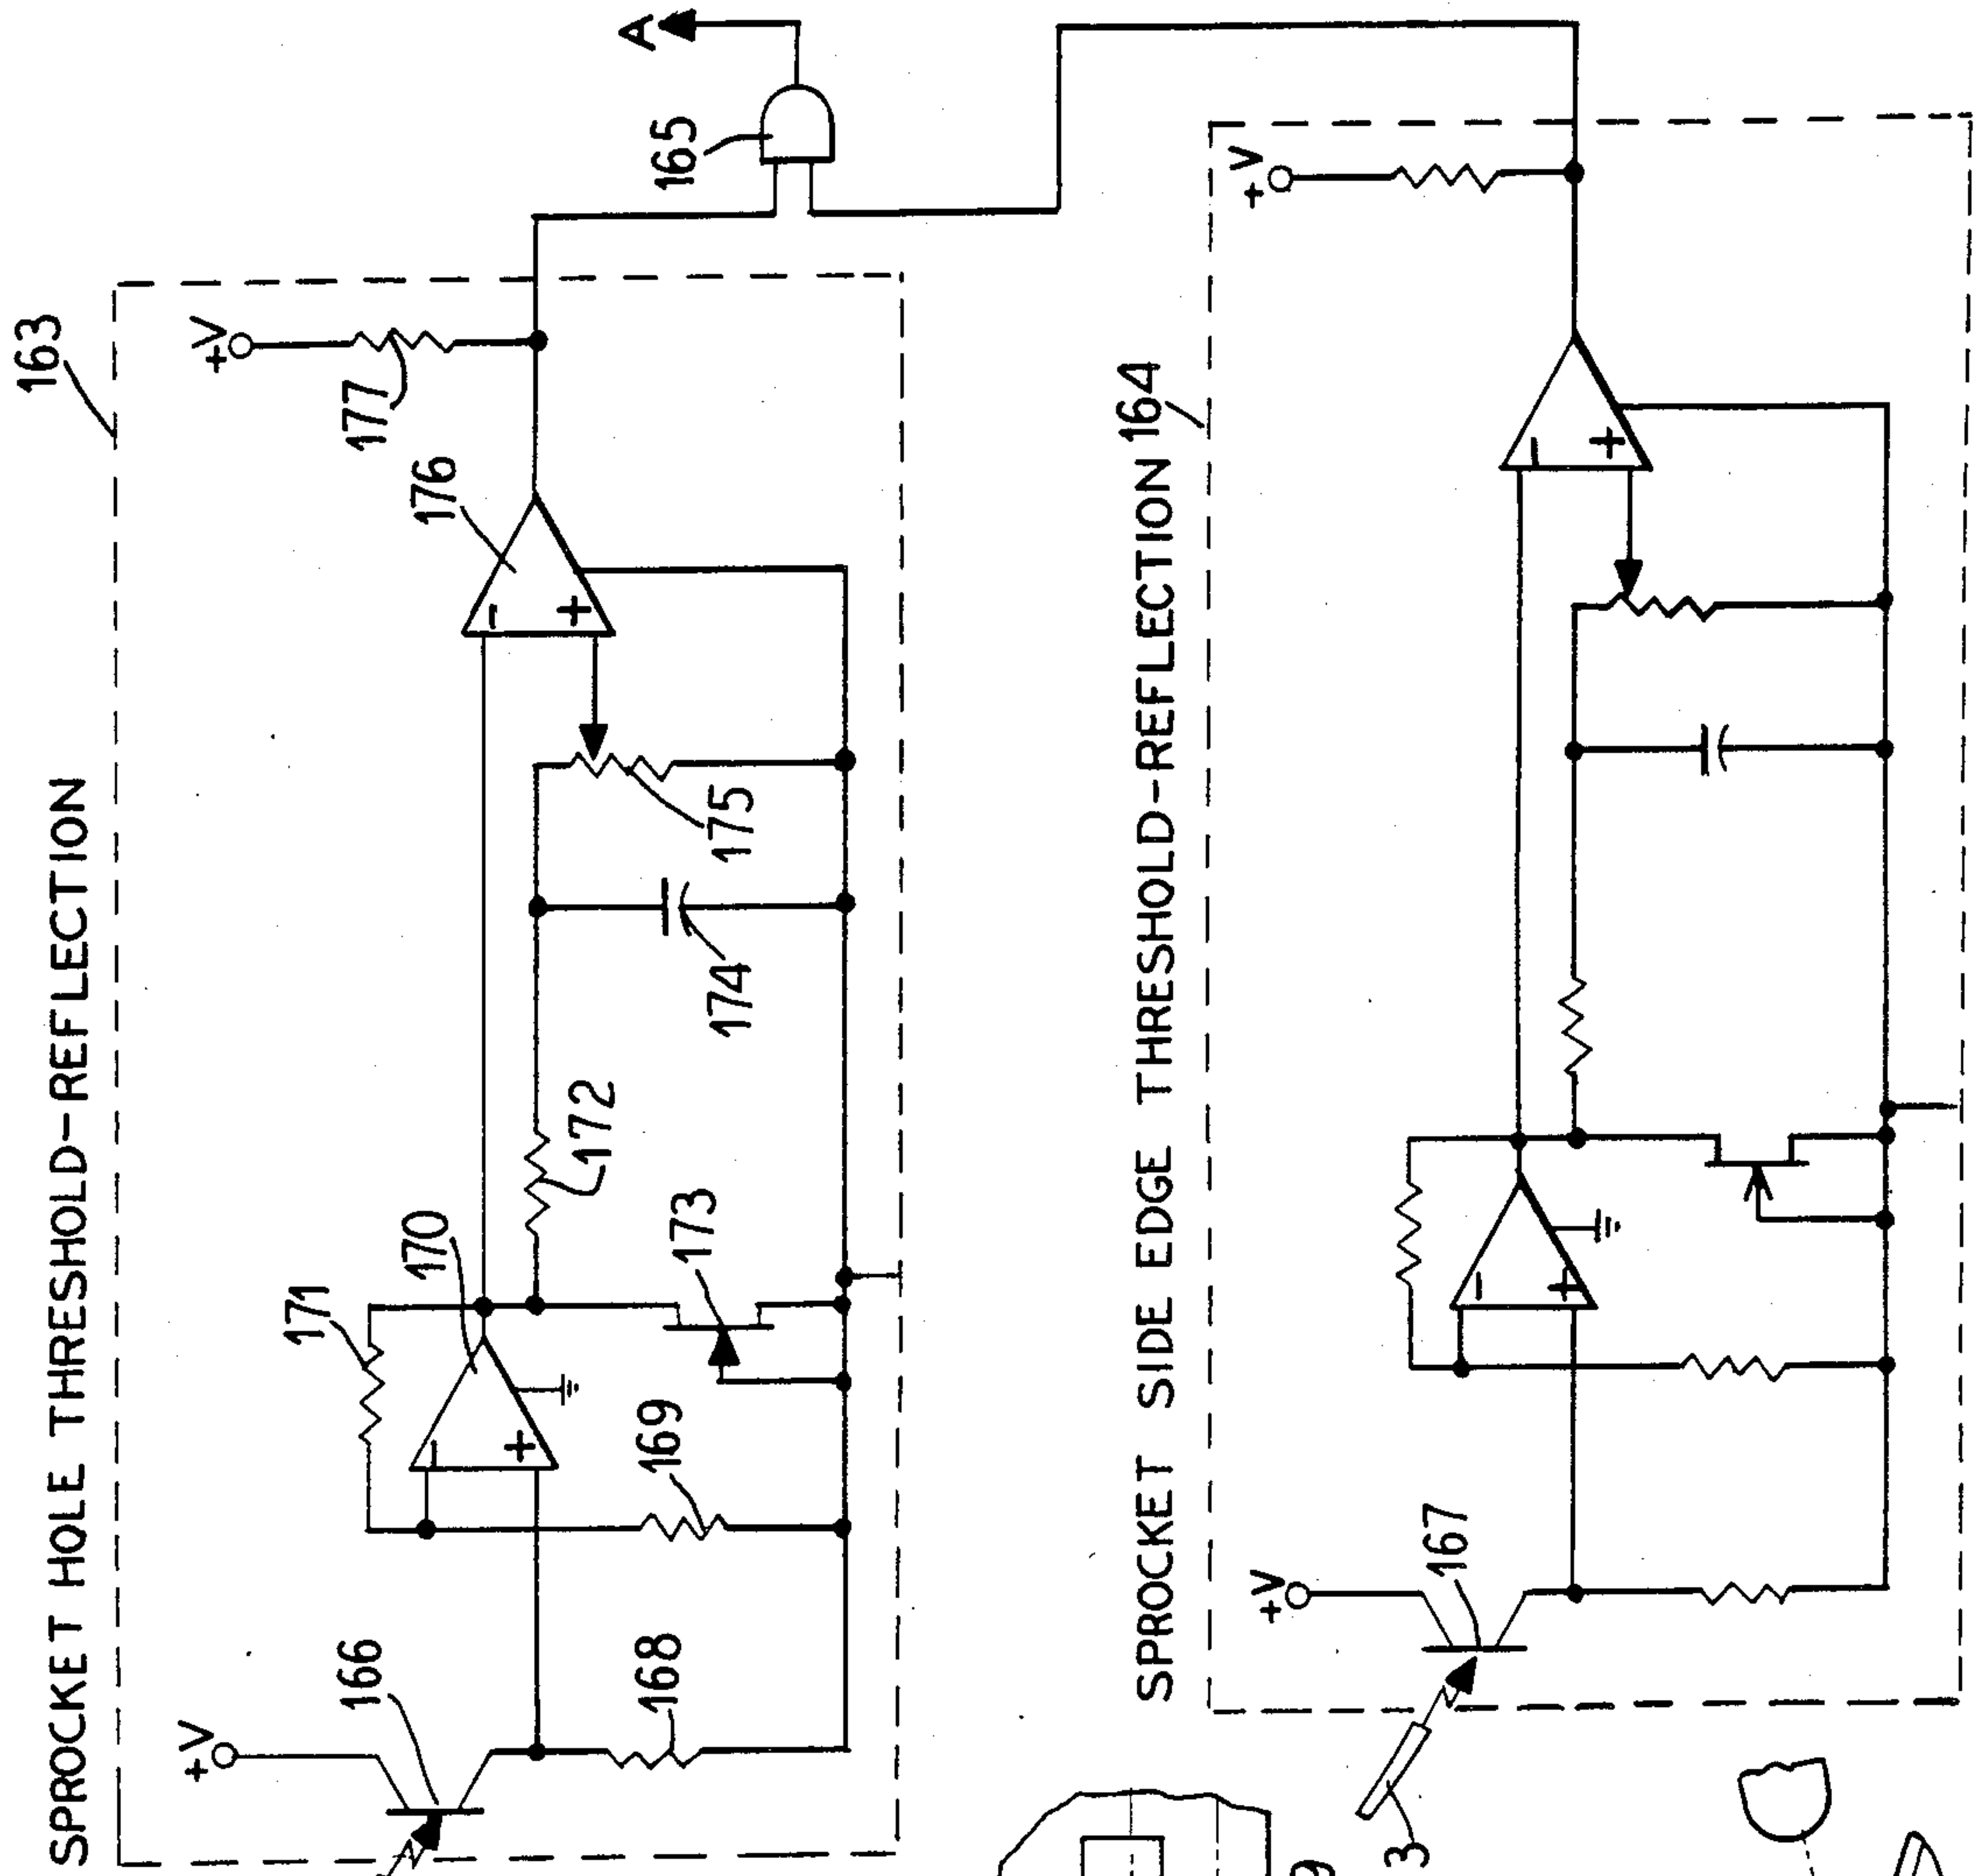 SPROCKET HOLE THRESHOLD-REFLECTION
163
+V
166
168
169
170
171
172
173
174
175
176
177
+V
165
A
SPROCKET SIDE EDGE THRESHOLD-REFLECTION 164
+V
167
3
+V
9